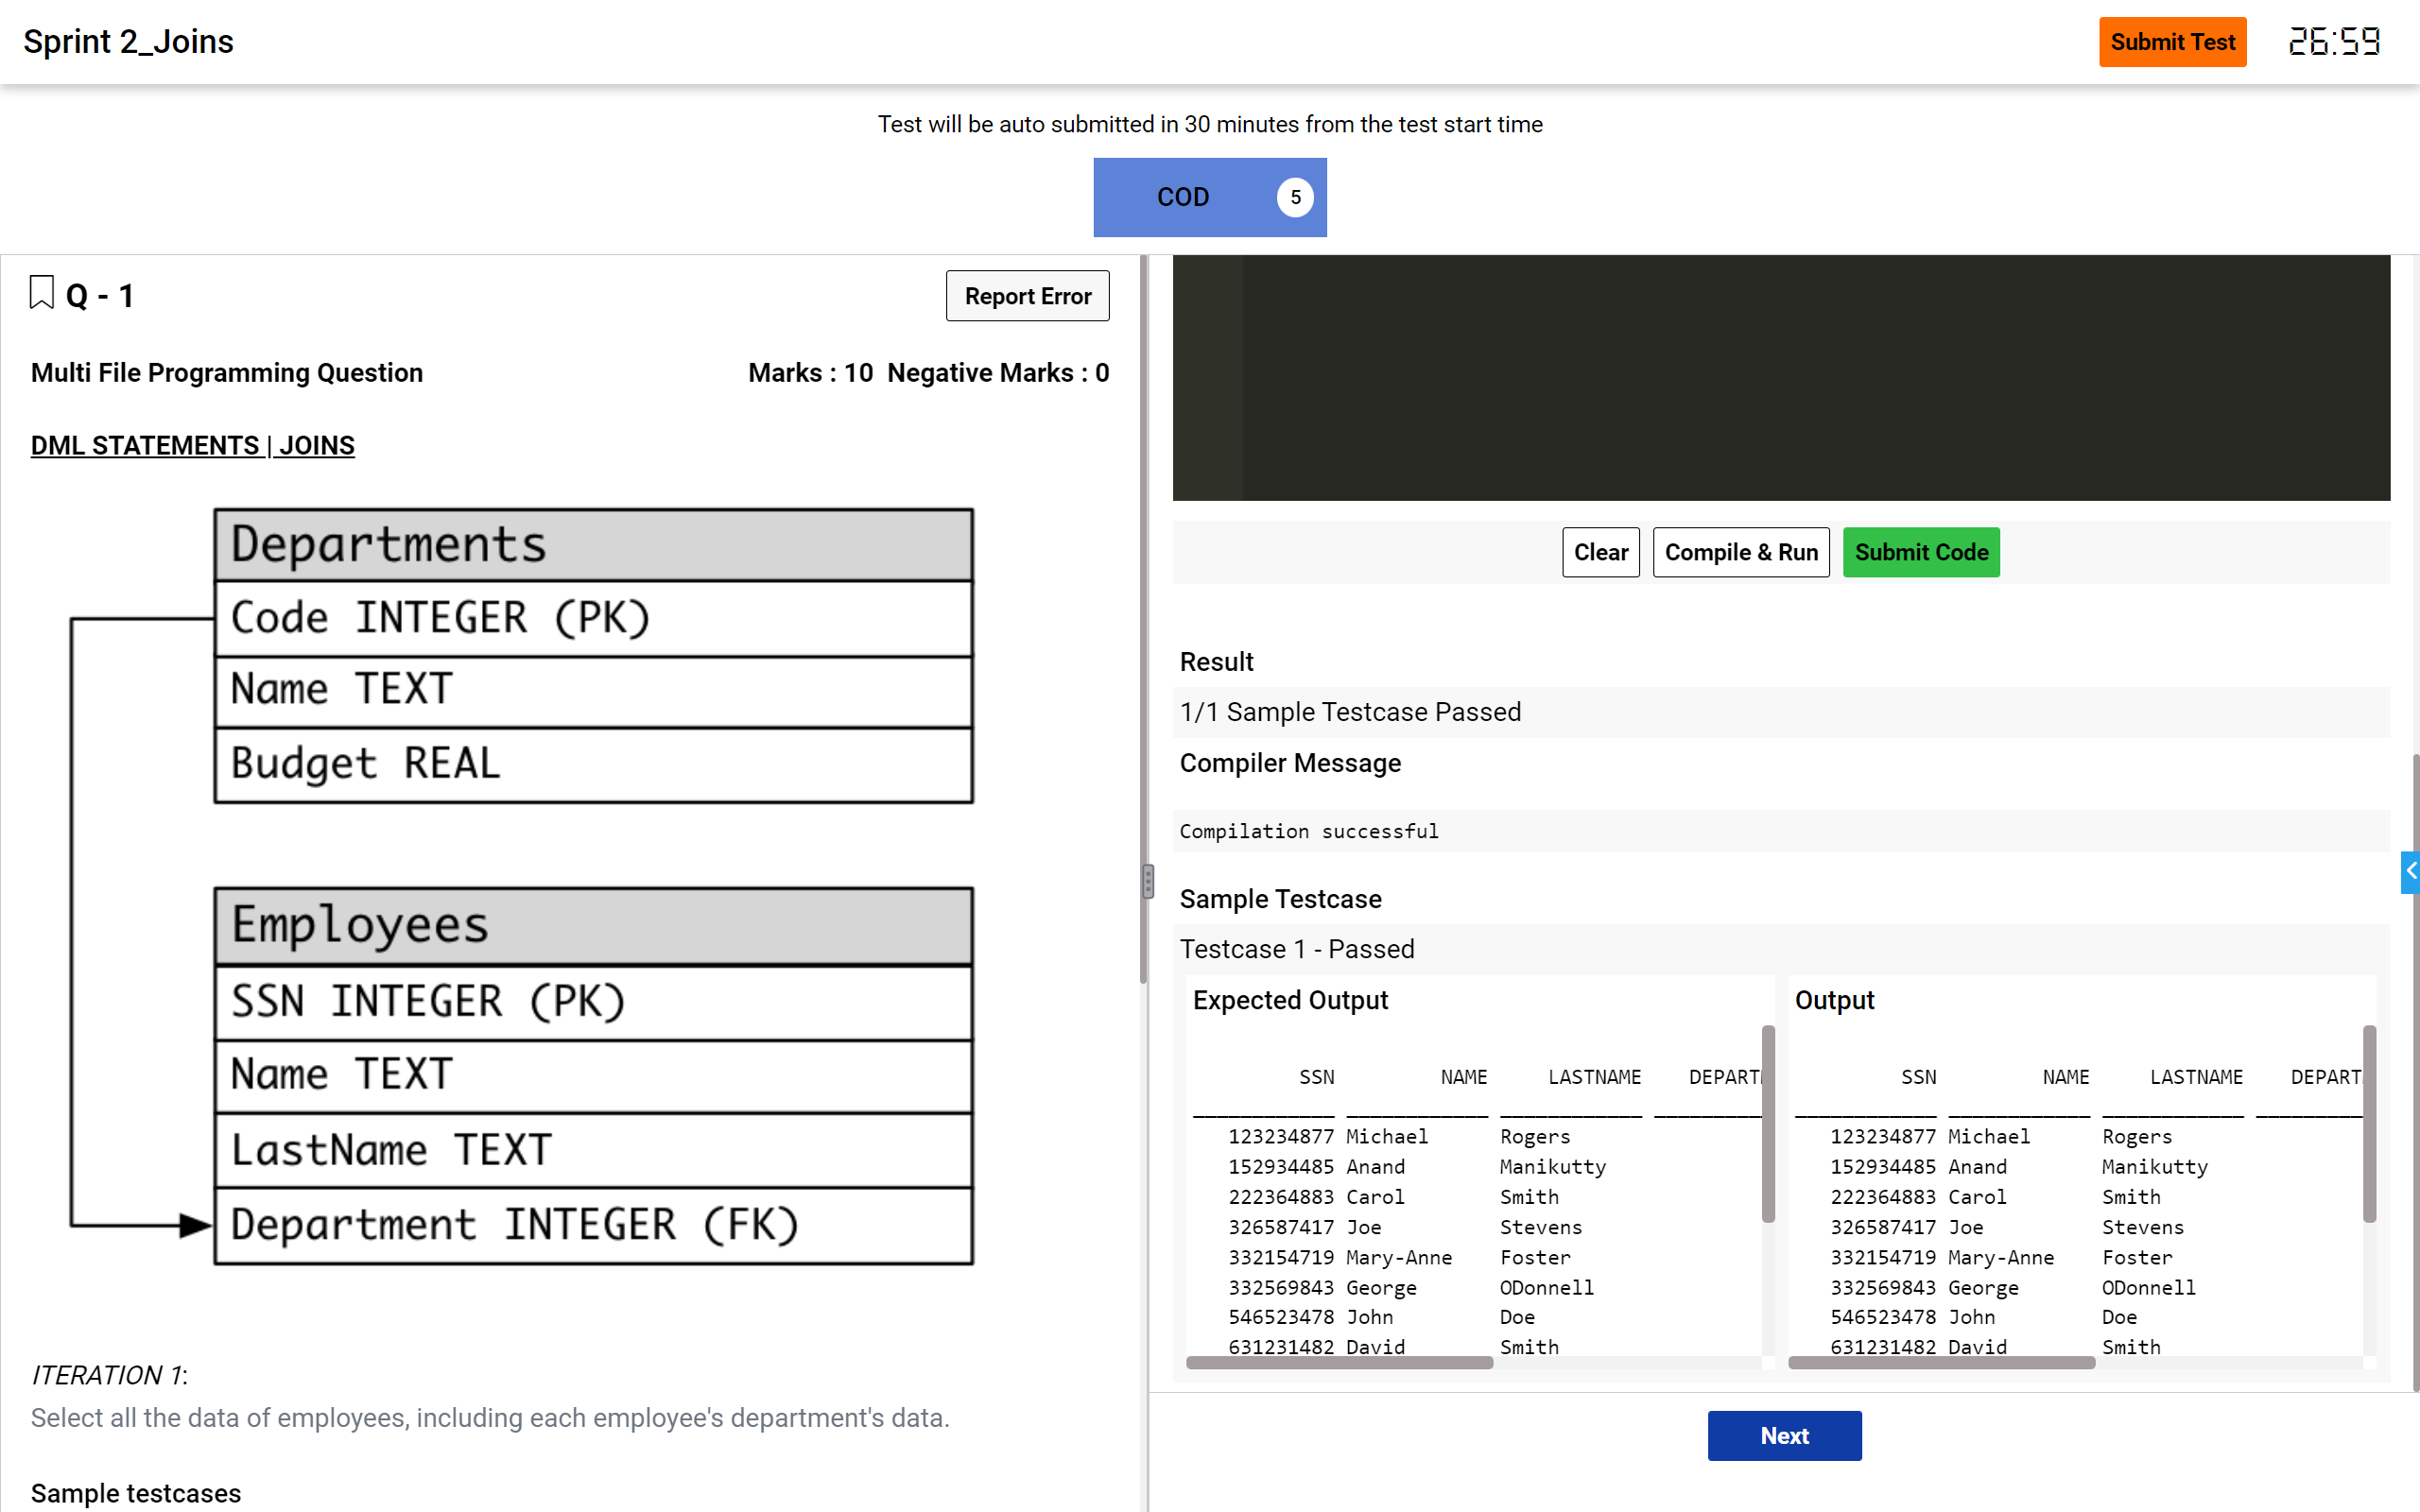 Sprint 2_Joins
Submit Test
26:59
Test will be auto submitted in 30 minutes from the test start time
COD 5
Q - 1
Report Error
Multi File Programming Question
Marks : 10 Negative Marks : 0
DML STATEMENTS | JOINS
Departments
Code INTEGER (PK)
Name TEXT
Budget REAL
Employees
SSN INTEGER (PK)
Name TEXT
LastName TEXT
Department INTEGER (FK)
ITERATION 1:
Select all the data of employees, including each employee's department's data.
Sample testcases
Clear
Compile & Run
Submit Code
Result
1/1 Sample Testcase Passed
Compiler Message
Compilation successful
Sample Testcase
Testcase 1 - Passed
Expected Output
SSN NAME LASTNAME DEPART
123234877 Michael Rogers
152934485 Anand Manikutty
222364883 Carol Smith
326587417 Joe Stevens
332154719 Mary-Anne Foster
332569843 George ODonnell
546523478 John Doe
631231482 David Smith
Output
SSN NAME LASTNAME DEPART
123234877 Michael Rogers
152934485 Anand Manikutty
222364883 Carol Smith
326587417 Joe Stevens
332154719 Mary-Anne Foster
332569843 George ODonnell
546523478 John Doe
631231482 David Smith
Next